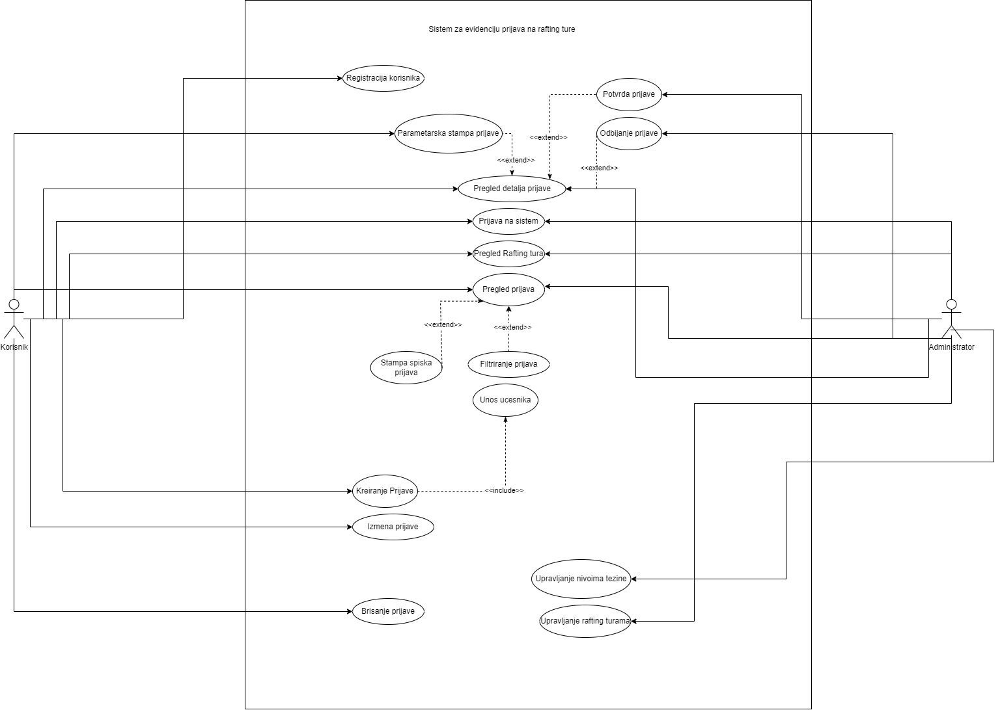 Sistem za evidenciju prijava na rafting ture
Registracija korisnika
Potvrda prijave
Parametarska stampa prijave
Odbijanje prijave
<<extend>>
<<extend>>
<<extend>>
Pregled detalja prijave
Prijava na sistem
Pregled Rafting tura
Pregled prijava
<<extend>>
<<extend>>
Korisnik
Administrator
Stampa spiska
prijava
Filtriranje prijava
Unos ucesnika
Kreiranje Prijave
<<include>>
Izmena prijave
Upravljanje nivoima tezine
Brisanje prijave
Upravljanje rafting turama